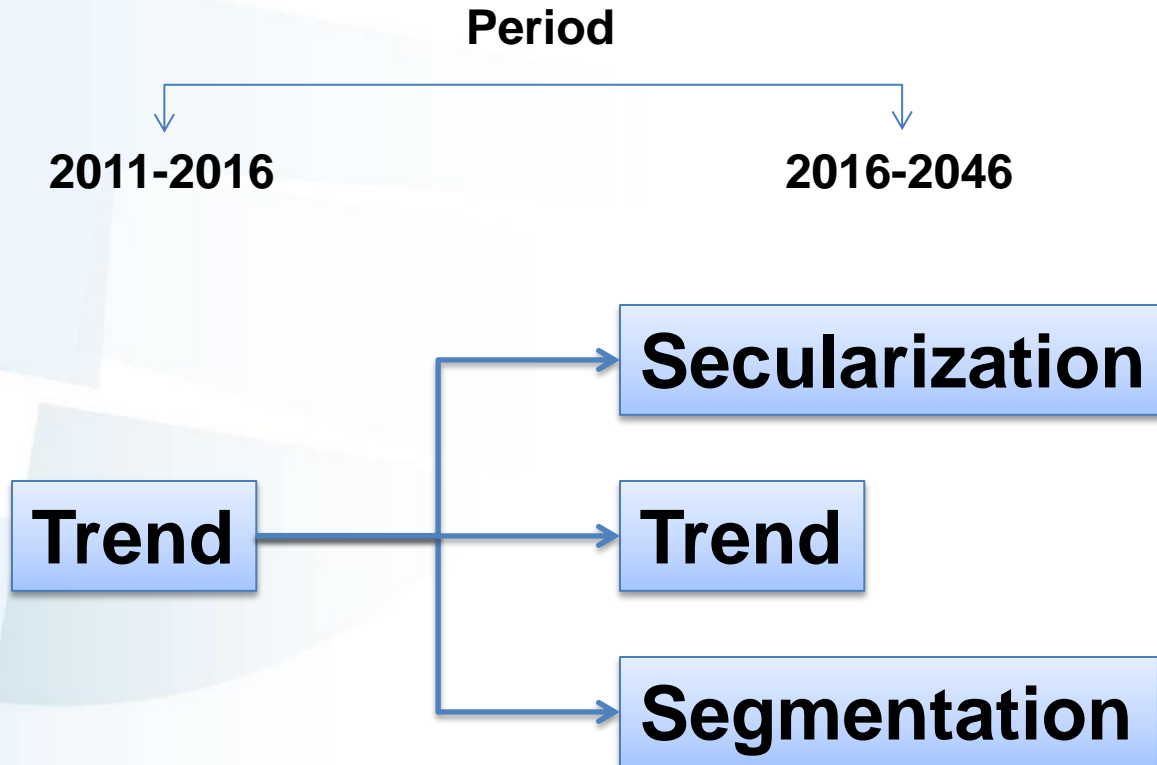 Period
2011-2016
2016-2046
Secularization
Trend
Trend
Segmentation